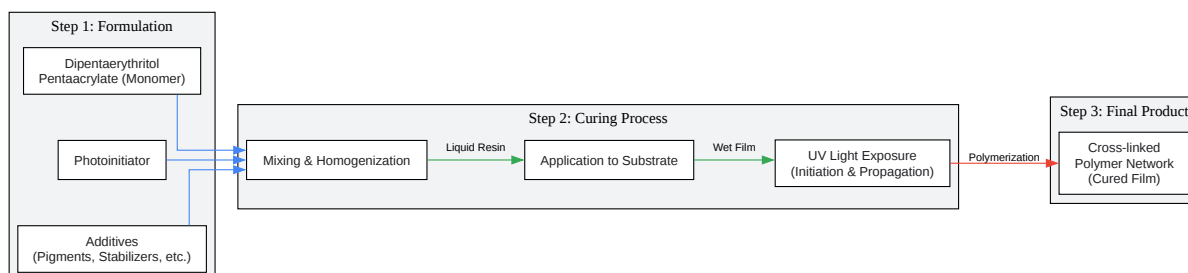 Step 1: Formulation
Dipentaerythritol
Pentaacrylate (Monomer)
Photoinitiator
Additives
(Pigments, Stabilizers, etc.)
Step 2: Curing Process
Mixing & Homogenization
Liquid Resin
Application to Substrate
Wet Film
UV Light Exposure
(Initiation & Propagation)
Polymerization
Step 3: Final Product
Cross-linked
Polymer Network
(Cured Film)